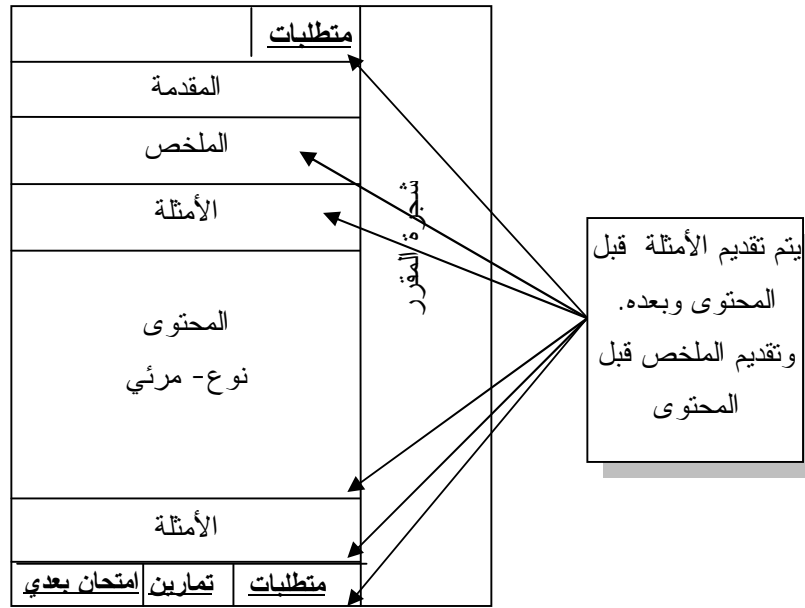 متطلبات
المقدمة
الملخص
الأمثلة
المحتوى
نوع- مرئي
الأمثلة
متطلبات
تمارين
امتحان بعدي
شجرة المقرر
يتم تقديم الأمثلة قبل
المحتوى وبعده.
وتقديم الملخص قبل
المحتوى